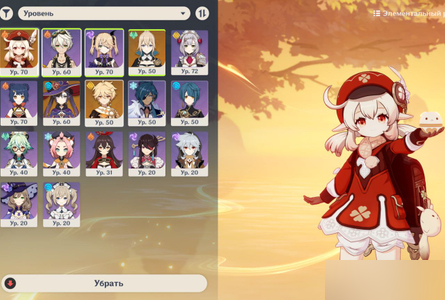 Уровень
Элементальный
Ур. 70 Ур. 60 Ур. 70 Ур. 50 Ур. 72
Ур. 70 Ур. 60 Ур. 50 Ур. 50 Ур. 50
Ур. 40 Ур. 40 Ур. 31 Ур. 20 Ур. 20
Ур. 20 Ур. 20
Убрать